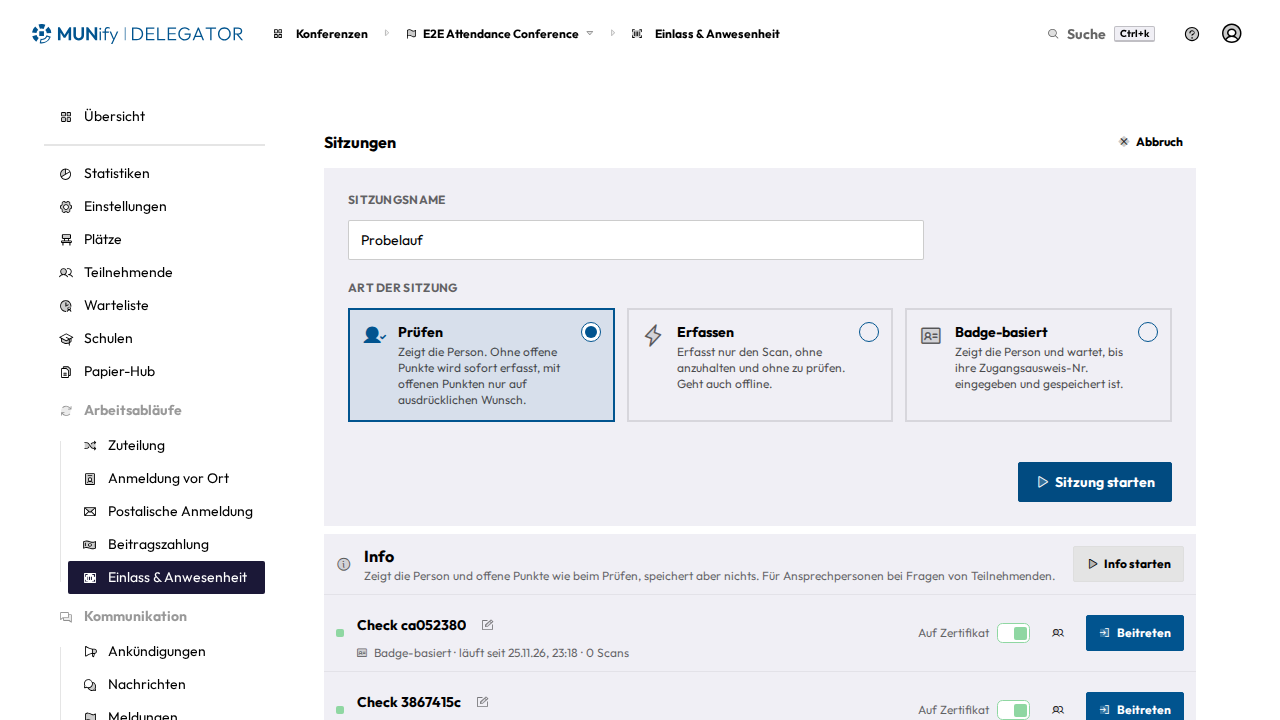 MUNify | DELEGATOR
Konferenzen
E2E Attendance Conference
Einlass & Anwesenheit
Suche
Ctrl+k
Übersicht
Statistiken
Einstellungen
Plätze
Teilnehmende
Warteliste
Schulen
Papier-Hub
Arbeitsabläufe
Zuteilung
Anmeldung vor Ort
Postalische Anmeldung
Beitragszahlung
Einlass & Anwesenheit
Kommunikation
Ankündigungen
Nachrichten
Meldungen
Sitzungen
Abbruch
SITZUNGSNAME
Probelauf
ART DER SITZUNG
Prüfen
Zeigt die Person. Ohne offene
Punkte wird sofort erfasst, mit
offenen Punkten nur auf
ausdrücklichen Wunsch.
Erfassen
Erfasst nur den Scan, ohne
anzuhalten und ohne zu prüfen.
Geht auch offline.
Badge-basiert
Zeigt die Person und wartet, bis
ihre Zugangsausweis-Nr.
eingegeben und gespeichert ist.
Sitzung starten
Info
Zeigt die Person und offene Punkte wie beim Prüfen, speichert aber nichts. Für Ansprechpersonen bei Fragen von Teilnehmenden.
Info starten
Check ca052380
Badge-basiert · läuft seit 25.11.26, 23:18 · 0 Scans
Auf Zertifikat
Beitreten
Check 3867415c
Auf Zertifikat
Beitreten